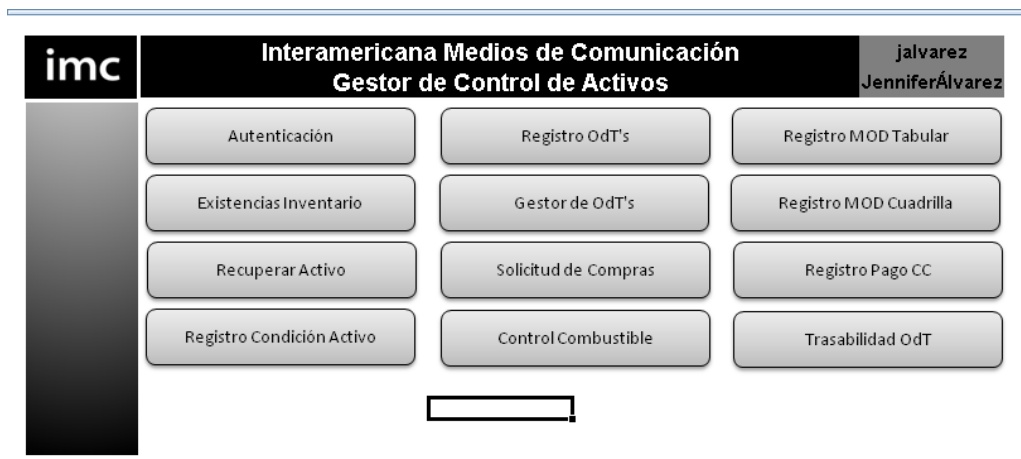 imc
Interamericana Medios de Comunicación
Gestor de Control de Activos
jalvarez
JenniferÁlvarez
Autenticación
Registro OdT's
Registro MOD Tabular
Existencias Inventario
Gestor de OdT's
Registro MOD Cuadrilla
Recuperar Activo
Solicitud de Compras
Registro Pago CC
Registro Condición Activo
Control Combustible
Trasabilidad OdT